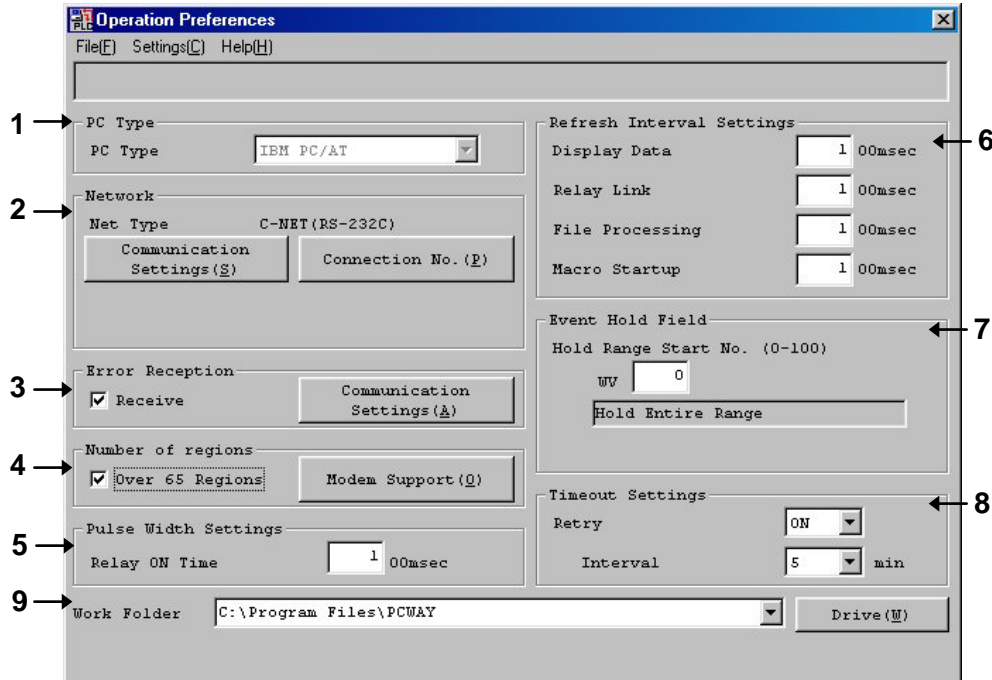 PLC
Operation Preferences
File(F) Settings(C) Help(H)
1
PC Type
PC Type IBM PC/AT
2
Network
Net Type C-NET(RS-232C)
Communication
Settings(S)
Connection No.(P)
3
Error Reception
Receive
Communication
Settings(A)
4
Number of regions
Over 65 Regions
Modem Support(O)
5
Pulse Width Settings
Relay ON Time 1 00msec
6
Refresh Interval Settings
Display Data 1 00msec
Relay Link 1 00msec
File Processing 1 00msec
Macro Startup 1 00msec
7
Event Hold Field
Hold Range Start No. (0-100)
WV 0
Hold Entire Range
8
Timeout Settings
Retry ON
Interval 5 min
9
Work Folder C:\Program Files\PCWAY Drive(W)